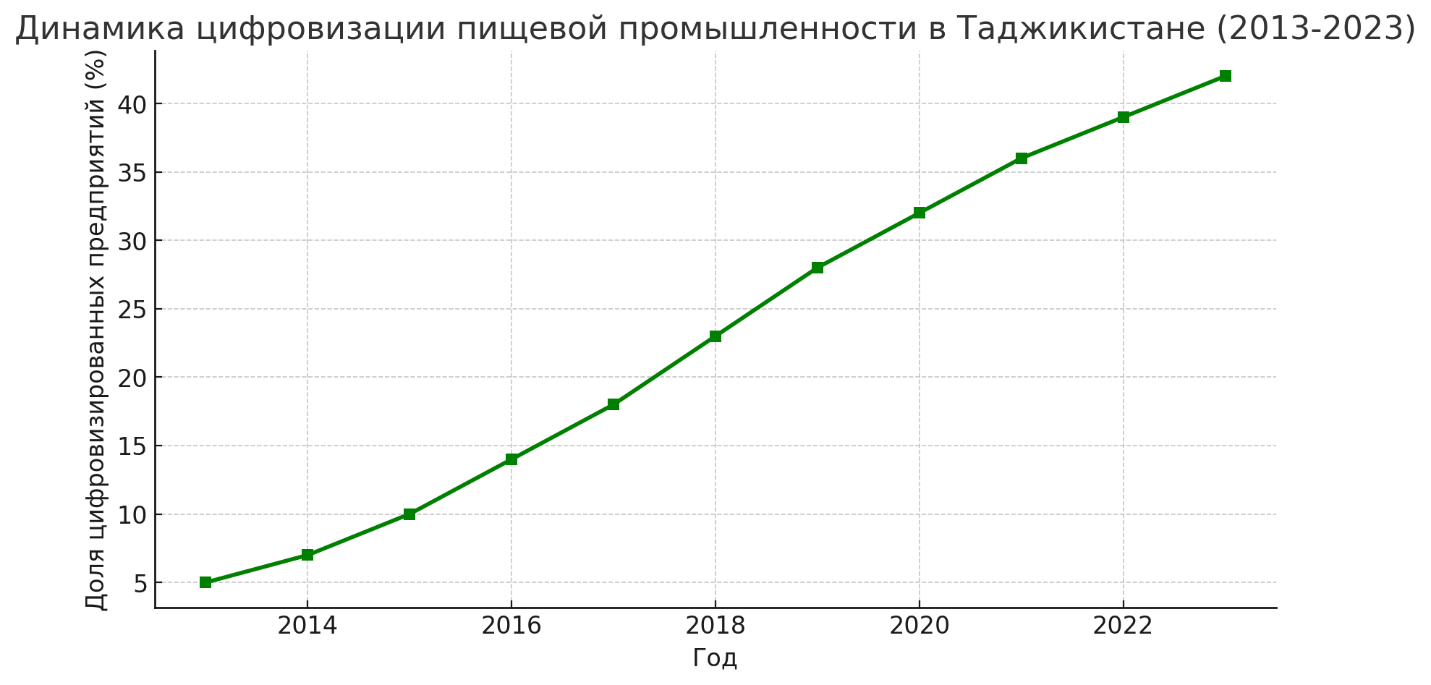 Динамика цифровизации пищевой промышленности в Таджикистане (2013-2023)
Доля цифровизированных предприятий (%)
40
35
30
25
20
15
10
5
2014 2016 2018 2020 2022
Год